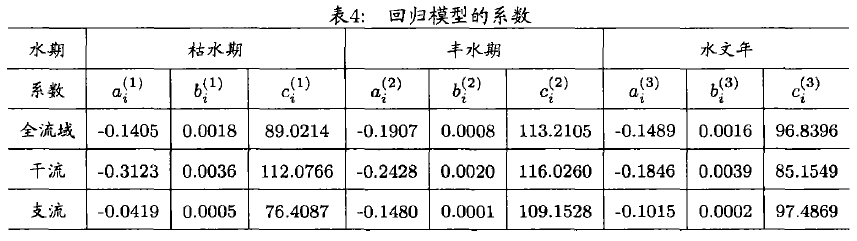 表4: 回归模型的系数
水期 枯水期 丰水期 水文年
系数 a_i^{(1)} b_i^{(1)} c_i^{(1)} a_i^{(2)} b_i^{(2)} c_i^{(2)} a_i^{(3)} b_i^{(3)} c_i^{(3)}
全流域 -0.1405 0.0018 89.0214 -0.1907 0.0008 113.2105 -0.1489 0.0016 96.8396
干流 -0.3123 0.0036 112.0766 -0.2428 0.0020 116.0260 -0.1846 0.0039 85.1549
支流 -0.0419 0.0005 76.4087 -0.1480 0.0001 109.1528 -0.1015 0.0002 97.4869